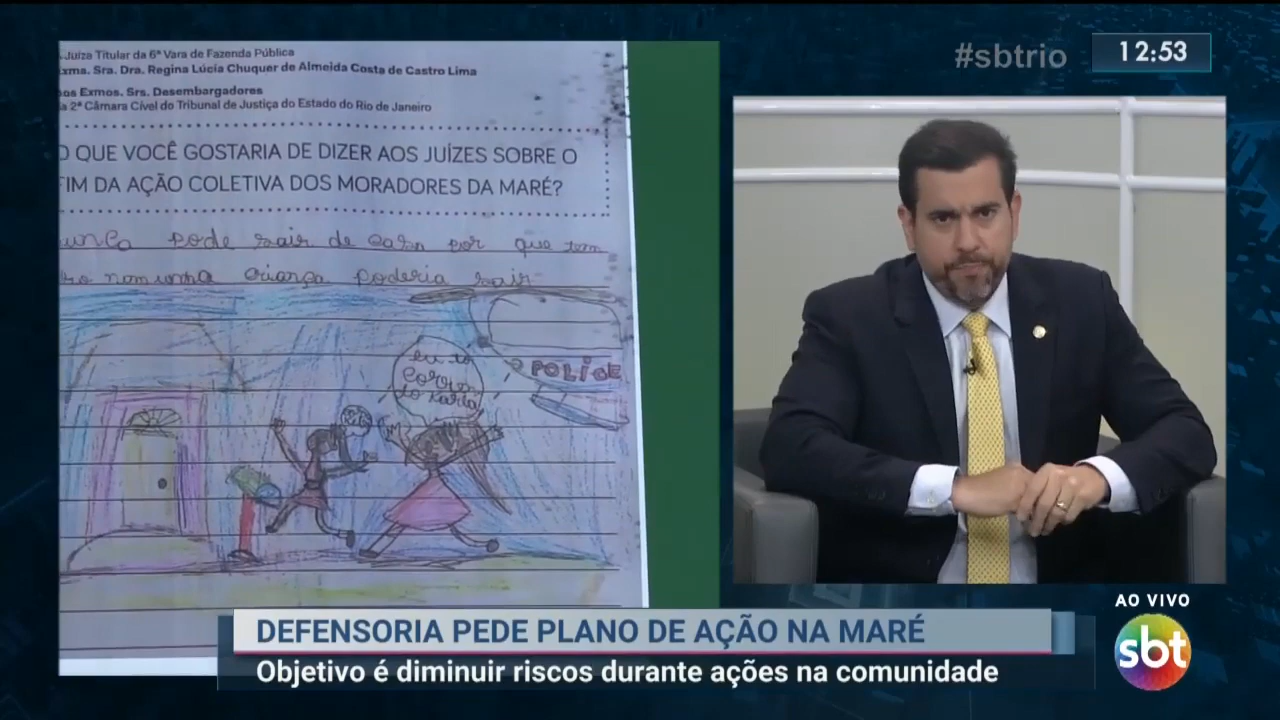 #sbtrio
12:53
Juíza Titular da 6ª Vara de Fazenda Pública
Exma. Sra. Dra. Regina Lúcia Chuquer de Almeida Costa de Castro Lima
aos Exmos. Srs. Desembargadores
da 2ª Câmara Cível do Tribunal de Justiça do Estado do Rio de Janeiro
O QUE VOCÊ GOSTARIA DE DIZER AOS JUÍZES SOBRE O
FIM DA AÇÃO COLETIVA DOS MORADORES DA MARÉ?
pode sair de casa por que tem
criança poderia sair
POLICE
eu to
DEFENSORIA PEDE PLANO DE AÇÃO NA MARÉ
Objetivo é diminuir riscos durante ações na comunidade
AO VIVO
sbt